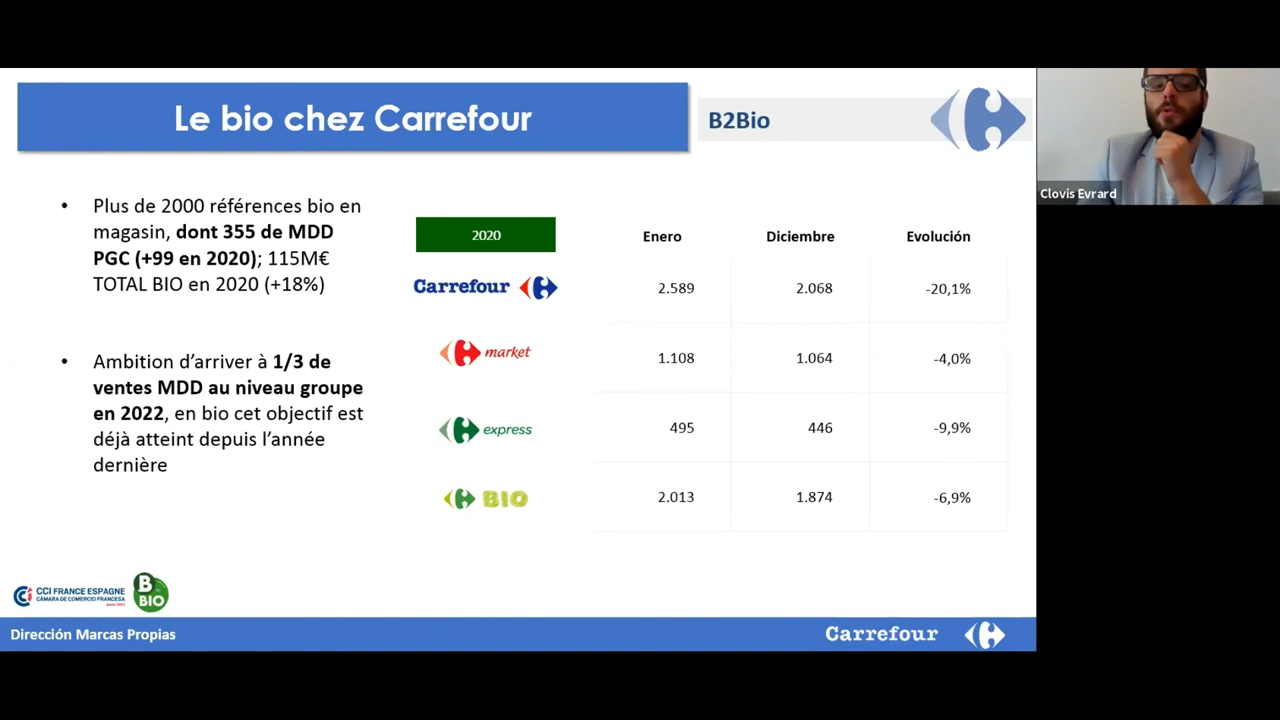 Le bio chez Carrefour
B2Bio
Clovis Evrard
• Plus de 2000 références bio en
magasin, dont 355 de MDD
PGC (+99 en 2020); 115M€
TOTAL BIO en 2020 (+18%)
• Ambition d’arriver à 1/3 de
ventes MDD au niveau groupe
en 2022, en bio cet objectif est
déjà atteint depuis l’année
dernière
2020 Enero Diciembre Evolución
Carrefour 2.589 2.068 -20,1%
market 1.108 1.064 -4,0%
express 495 446 -9,9%
BIO 2.013 1.874 -6,9%
CCI FRANCE ESPAGNE
CÁMARA DE COMERCIO FRANCESA
B
BIO
Dirección Marcas Propias
Carrefour